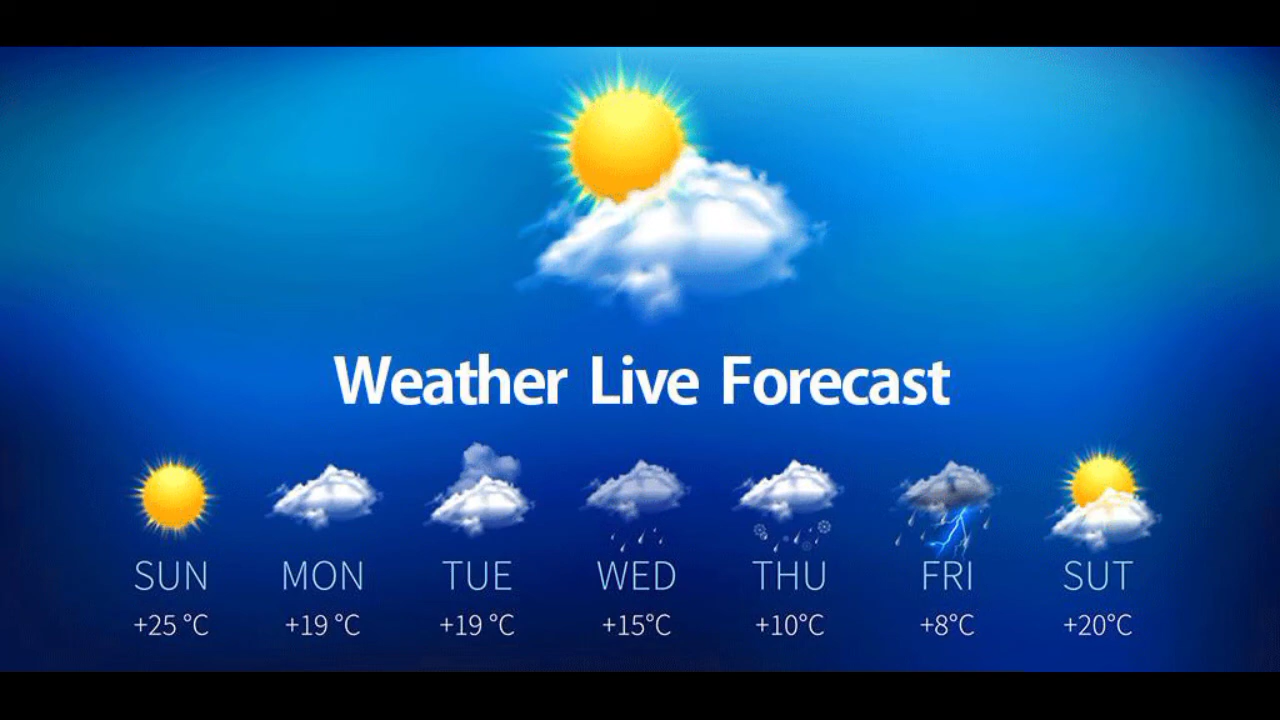 Weather Live Forecast
SUN MON TUE WED THU FRI SUT
+25 °C +19 °C +19 °C +15°C +10°C +8°C +20°C